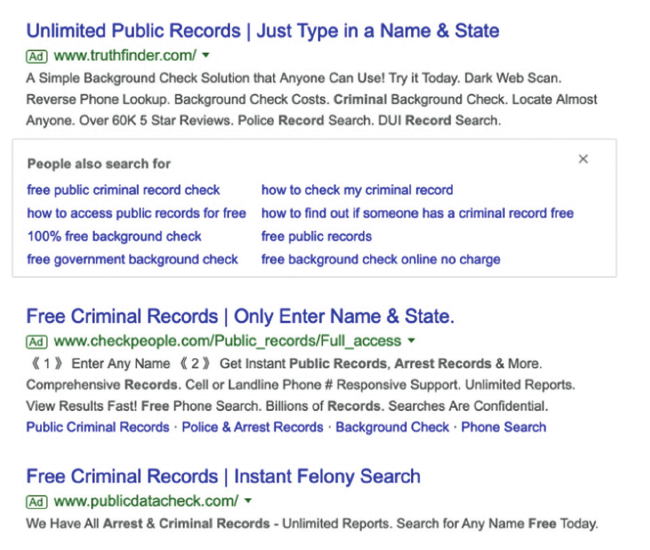 Unlimited Public Records | Just Type in a Name & State
Ad www.truthfinder.com/
A Simple Background Check Solution that Anyone Can Use! Try it Today. Dark Web Scan.
Reverse Phone Lookup. Background Check Costs. Criminal Background Check. Locate Almost
Anyone. Over 60K 5 Star Reviews. Police Record Search. DUI Record Search.
People also search for ×
free public criminal record check how to check my criminal record
how to access public records for free how to find out if someone has a criminal record free
100% free background check free public records
free government background check free background check online no charge
Free Criminal Records | Only Enter Name & State.
Ad www.checkpeople.com/Public_records/Full_access
《 1 》 Enter Any Name 《 2 》 Get Instant Public Records, Arrest Records & More.
Comprehensive Records. Cell or Landline Phone # Responsive Support. Unlimited Reports.
View Results Fast! Free Phone Search. Billions of Records. Searches Are Confidential.
Public Criminal Records · Police & Arrest Records · Background Check · Phone Search
Free Criminal Records | Instant Felony Search
Ad www.publicdatacheck.com/
We Have All Arrest & Criminal Records - Unlimited Reports. Search for Any Name Free Today.